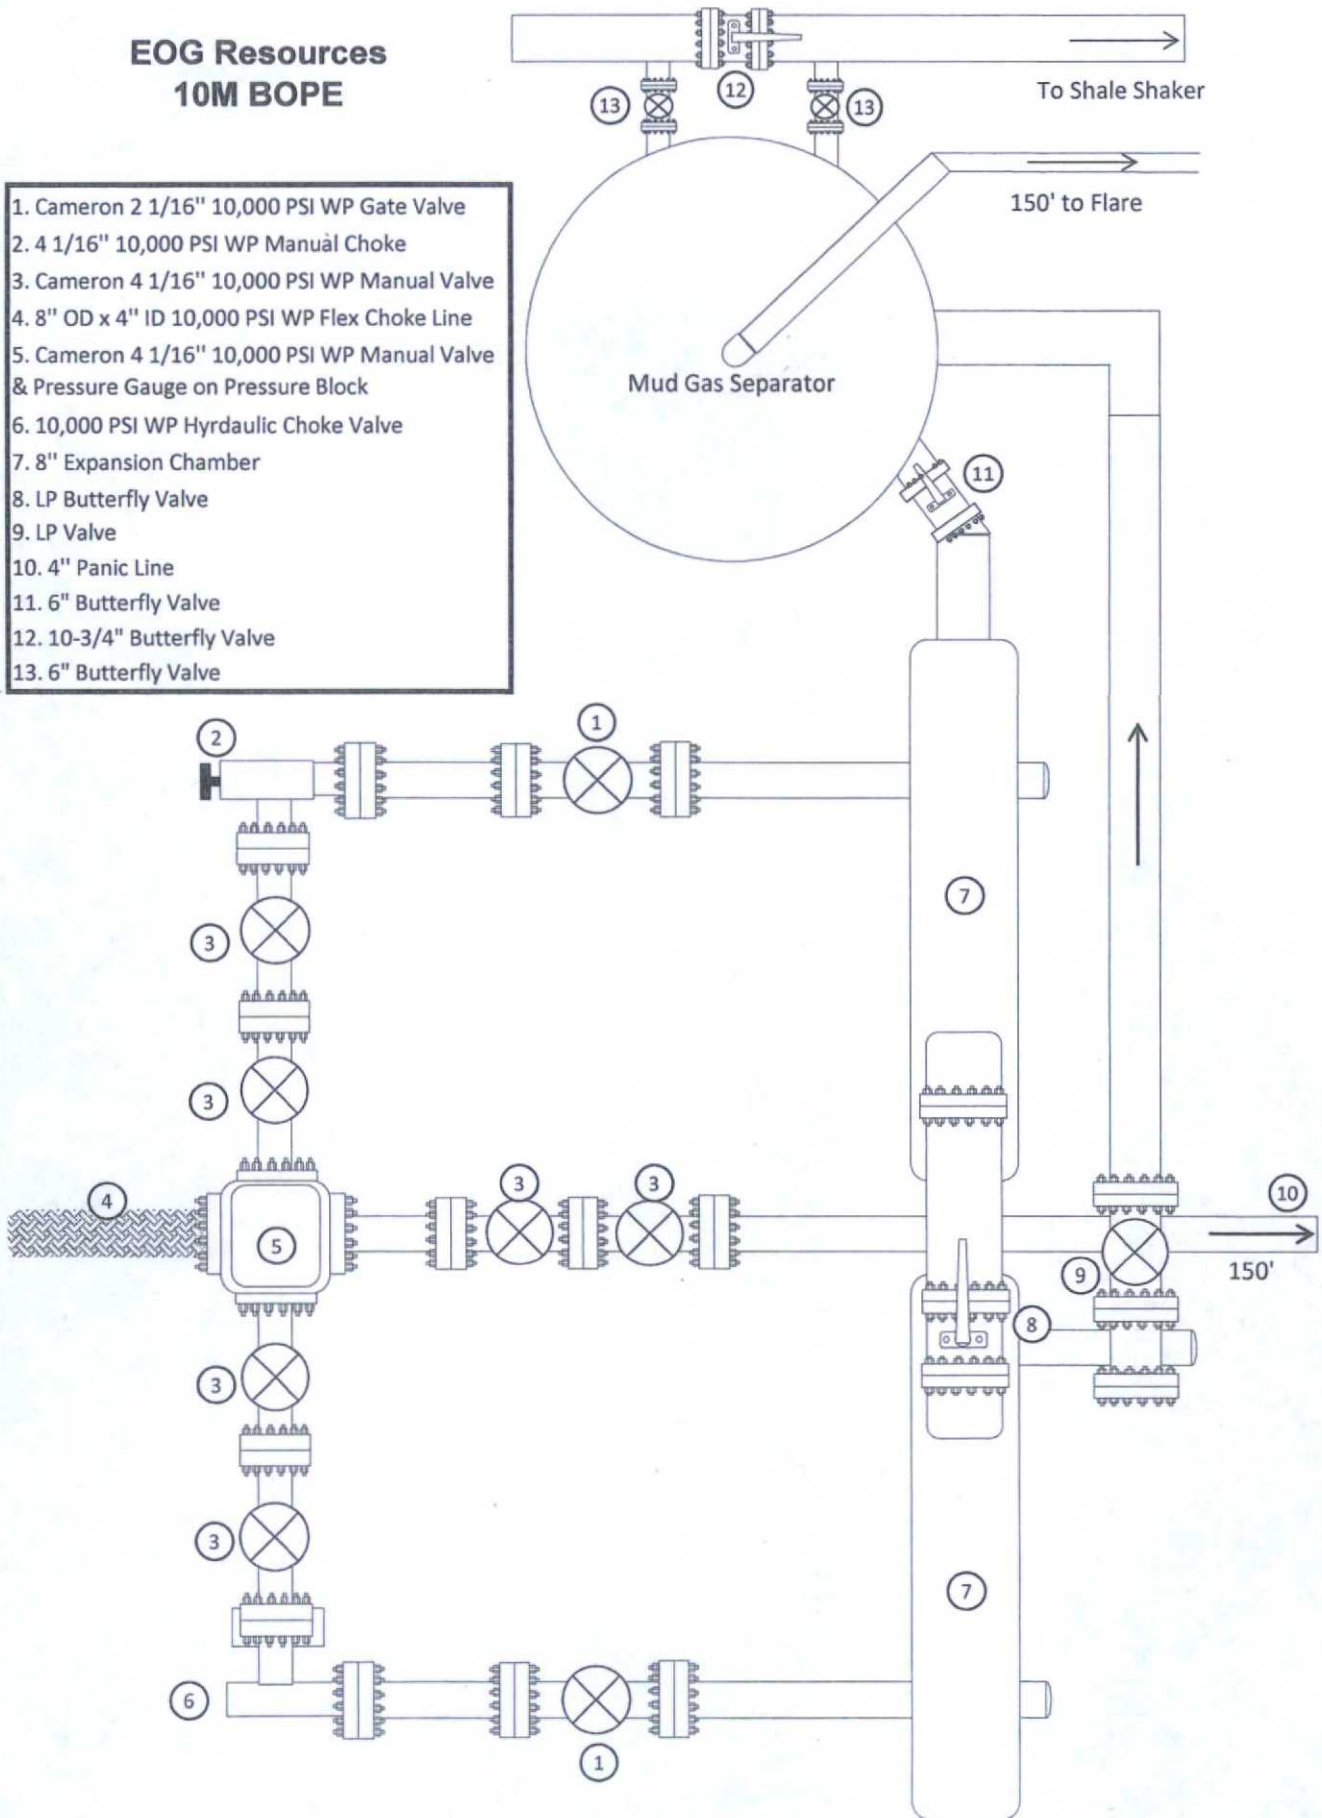 EOG Resources
10M BOPE
12
13
13
To Shale Shaker
150' to Flare
1. Cameron 2 1/16" 10,000 PSI WP Gate Valve
2. 4 1/16" 10,000 PSI WP Manual Choke
3. Cameron 4 1/16" 10,000 PSI WP Manual Valve
4. 8" OD x 4" ID 10,000 PSI WP Flex Choke Line
5. Cameron 4 1/16" 10,000 PSI WP Manual Valve
& Pressure Gauge on Pressure Block
6. 10,000 PSI WP Hyrdaulic Choke Valve
7. 8" Expansion Chamber
8. LP Butterfly Valve
9. LP Valve
10. 4" Panic Line
11. 6" Butterfly Valve
12. 10-3/4" Butterfly Valve
13. 6" Butterfly Valve
Mud Gas Separator
11
1
2
7
3
3
4
3
3
10
5
9
150'
8
3
3
7
6
1